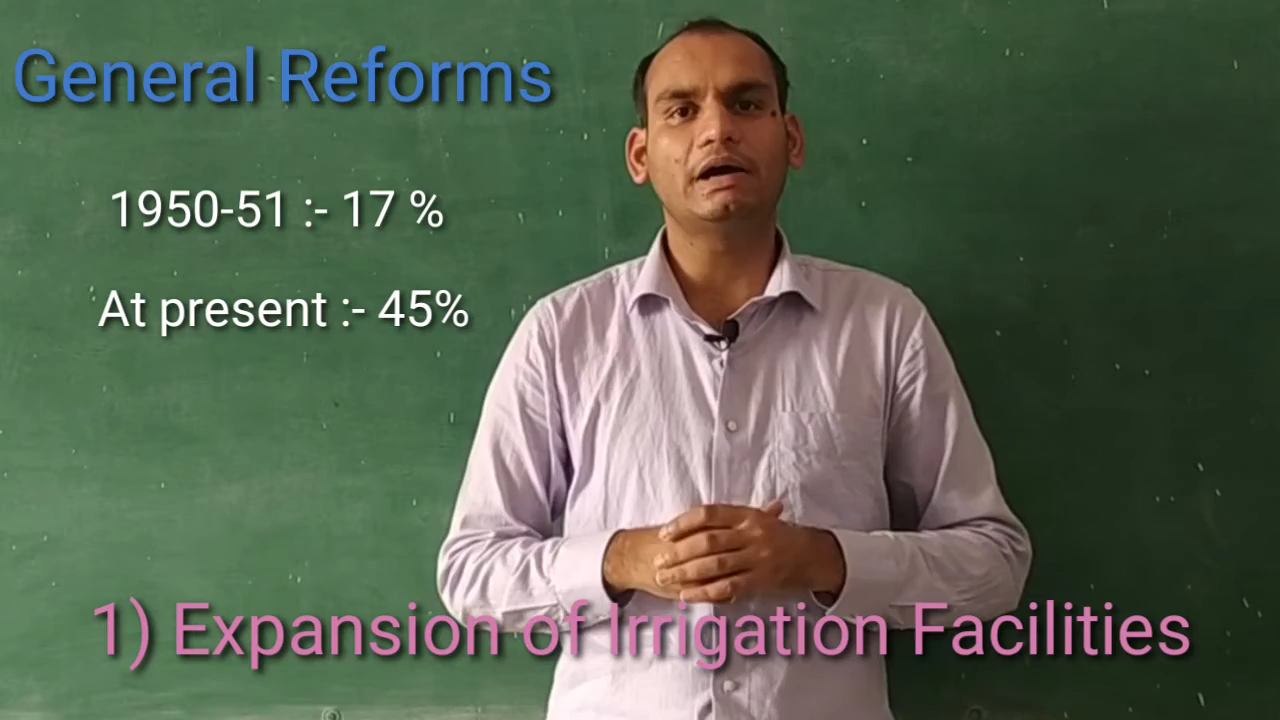 General Reforms
1950-51 :- 17 %
At present :- 45%
1) Expansion of Irrigation Facilities